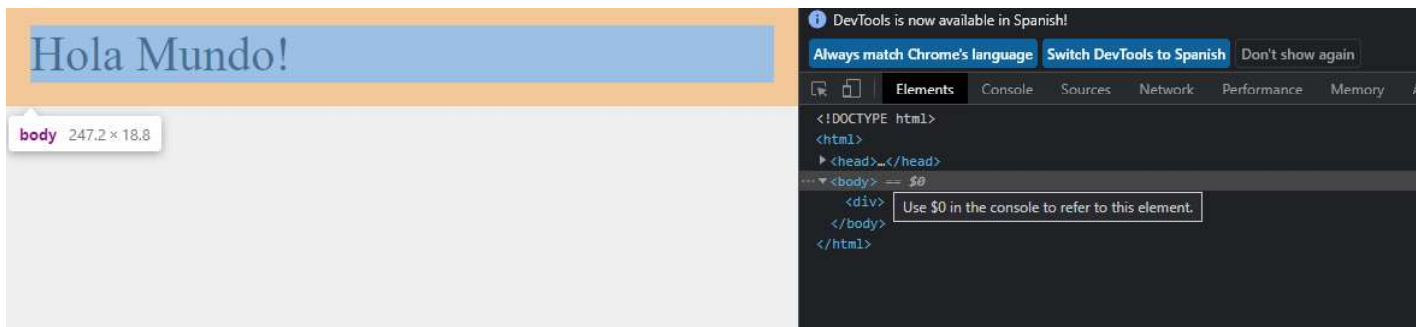 Hola Mundo!
body 247.2 × 18.8
DevTools is now available in Spanish!
Always match Chrome's language Switch DevTools to Spanish Don't show again
Elements Console Sources Network Performance Memory
<!DOCTYPE html>
<html>
▶<head>…</head>
···▼<body> == $0
<div>
Use $0 in the console to refer to this element.
</body>
</html>